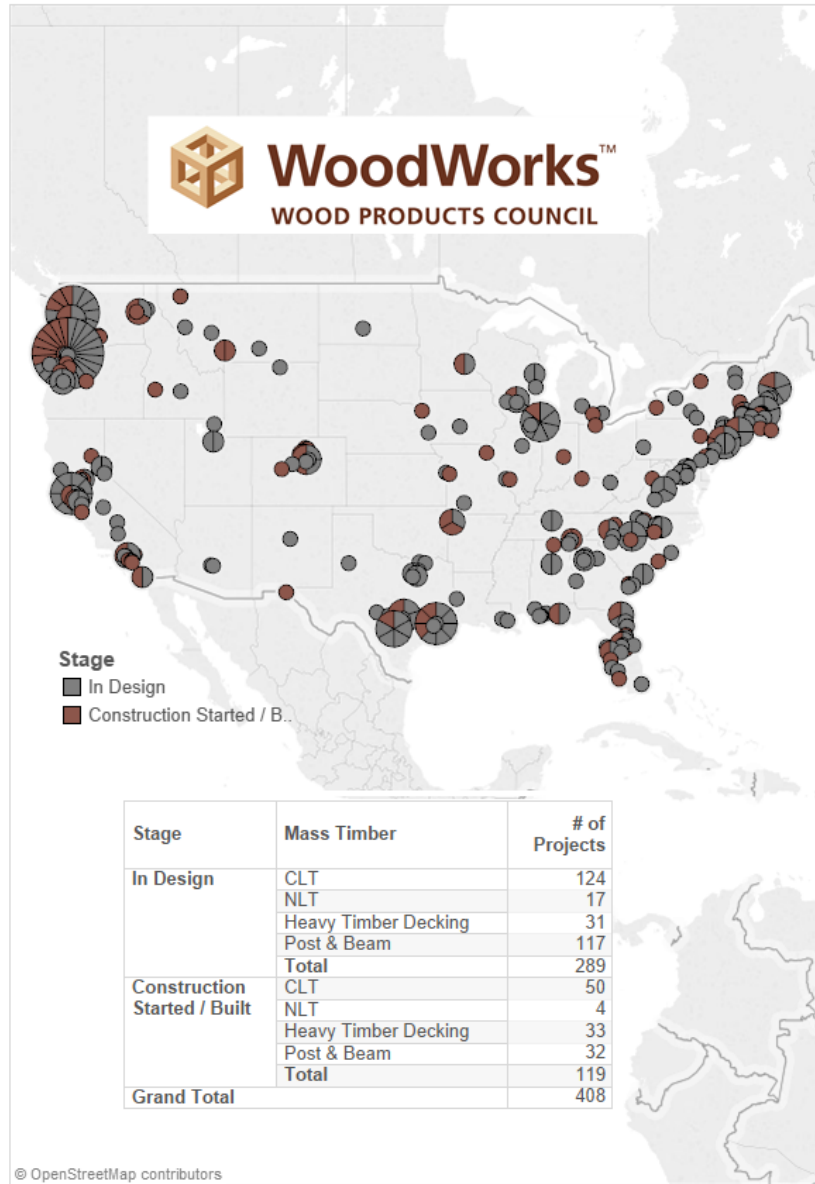 WoodWorks™
WOOD PRODUCTS COUNCIL
Stage
In Design
Construction Started / B..
Stage Mass Timber # of Projects
In Design CLT 124
NLT 17
Heavy Timber Decking 31
Post & Beam 117
Total 289
Construction Started / Built CLT 50
NLT 4
Heavy Timber Decking 33
Post & Beam 32
Total 119
Grand Total 408
© OpenStreetMap contributors